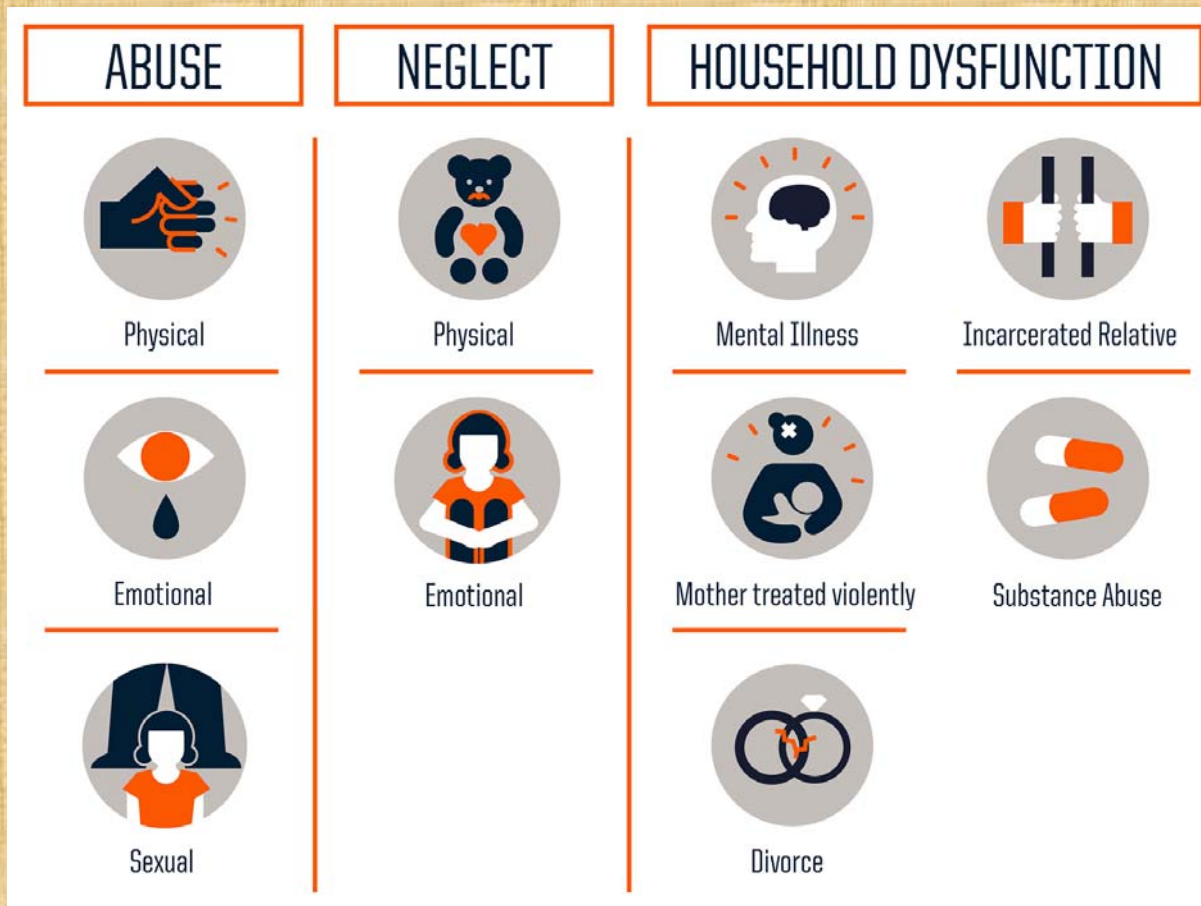 ABUSE
Physical
Emotional
Sexual
NEGLECT
Physical
Emotional
HOUSEHOLD DYSFUNCTION
Mental Illness
Incarcerated Relative
Mother treated violently
Substance Abuse
Divorce